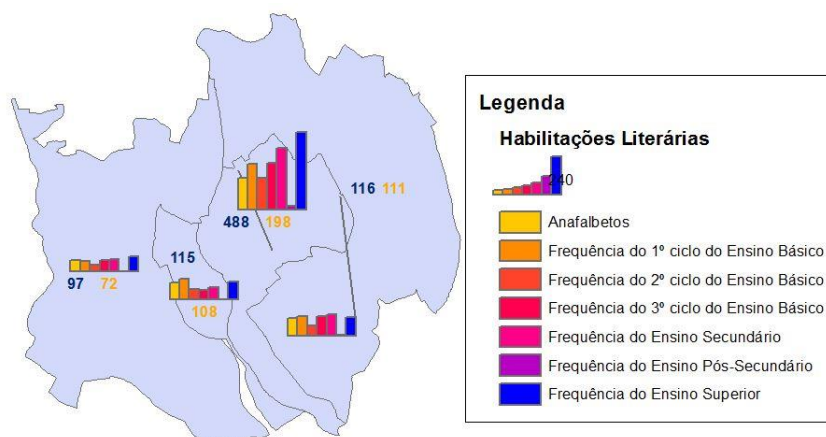 116 111
488 198
115
97 72
108
Legenda
Habilitações Literárias
240
Anafalbetos
Frequência do 1º ciclo do Ensino Básico
Frequência do 2º ciclo do Ensino Básico
Frequência do 3º ciclo do Ensino Básico
Frequência do Ensino Secundário
Frequência do Ensino Pós-Secundário
Frequência do Ensino Superior